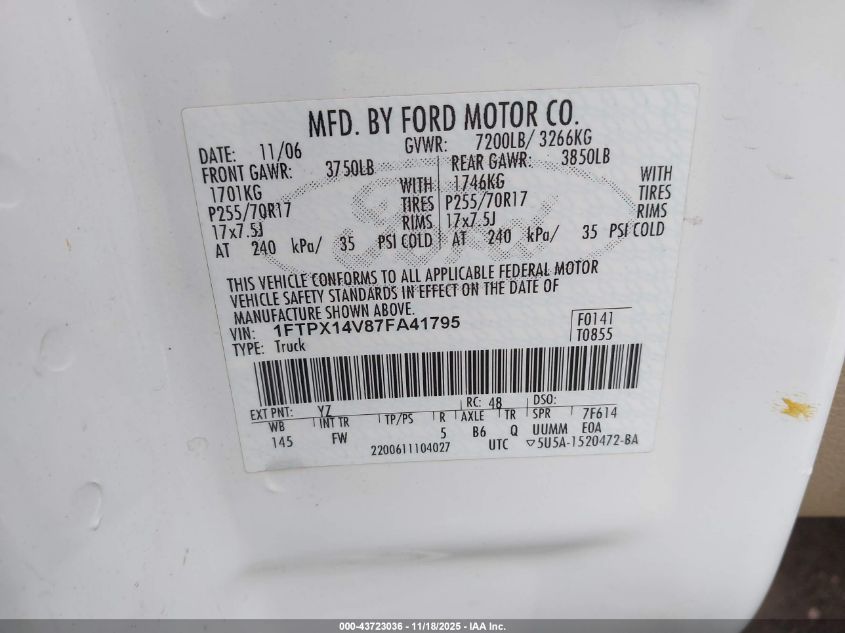 MFD. BY FORD MOTOR CO.
DATE: 11/06 GVWR: 7200LB/ 3266KG
FRONT GAWR: 3750LB REAR GAWR: 3850LB
1701KG WITH 1746KG WITH
P255/70R17 TIRES P255/70R17 TIRES
17x7.5J RIMS 17x7.5J RIMS
AT 240 kPa/ 35 PSI COLD AT 240 kPa/ 35 PSI COLD
THIS VEHICLE CONFORMS TO ALL APPLICABLE FEDERAL MOTOR
VEHICLE SAFETY STANDARDS IN EFFECT ON THE DATE OF
MANUFACTURE SHOWN ABOVE.
VIN: 1FTPX14V87FA41795 F0141
TYPE: Truck T0855
EXT PNT: YZ RC: 48 DSO:
WB INT TR TP/PS R AXLE TR SPR 7F614
145 FW 5 B6 Q UUMM EOA
2200611104027 UTC ▽5U5A-1520472-BA
000-43723036 - 11/18/2025 - IAA Inc.